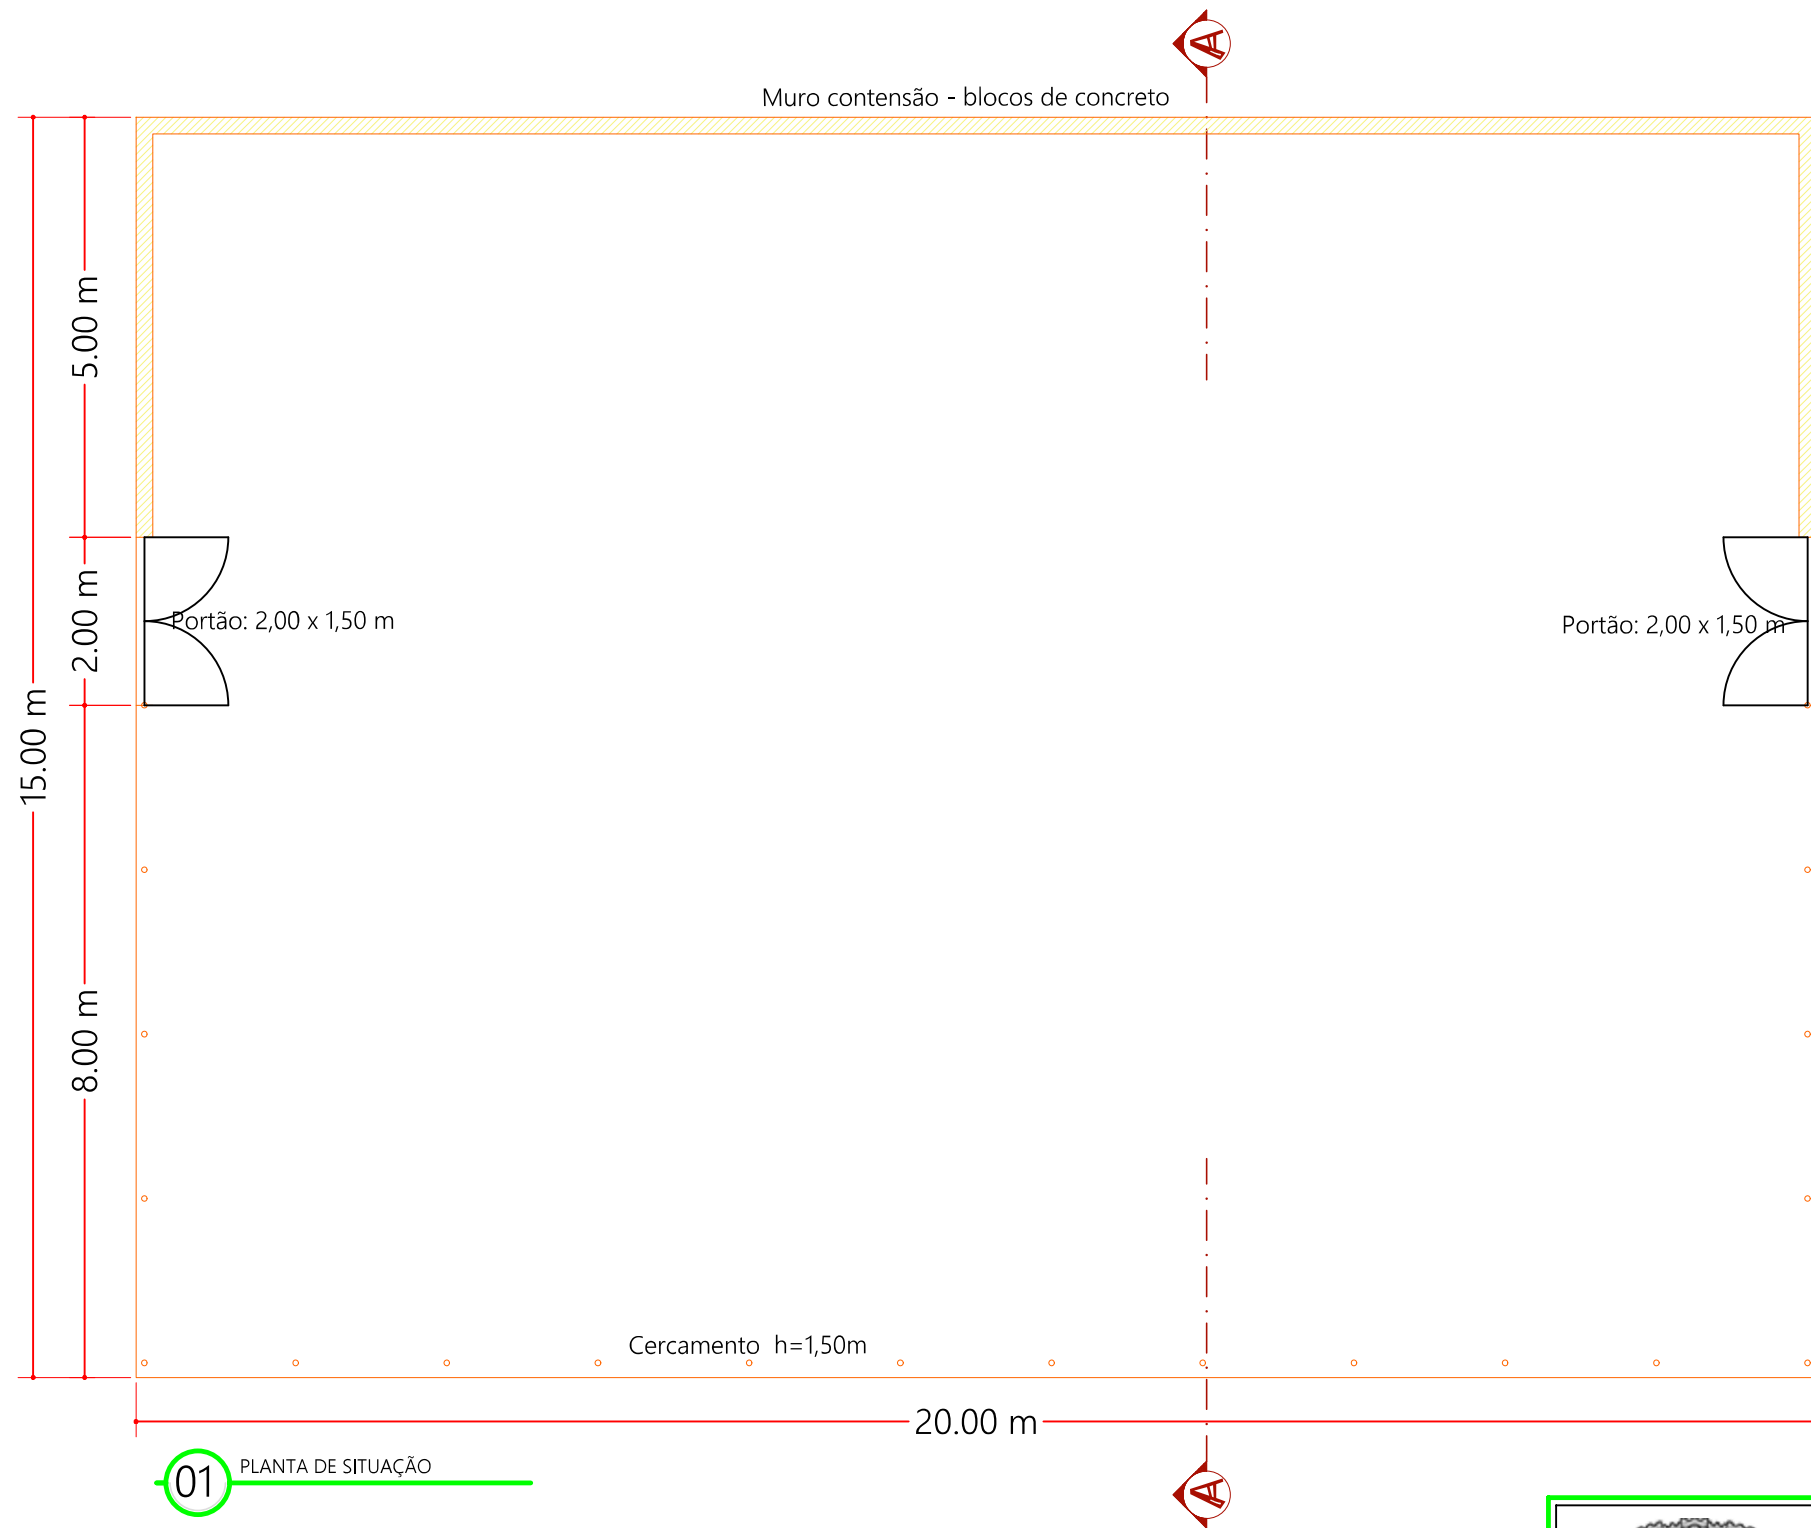 A
Muro contensão - blocos de concreto
5.00 m
2.00 m
Portão: 2,00 x 1,50 m
Portão: 2,00 x 1,50 m
15.00 m
8.00 m
Cercamento h=1,50m
20.00 m
01 PLANTA DE SITUAÇÃO
A